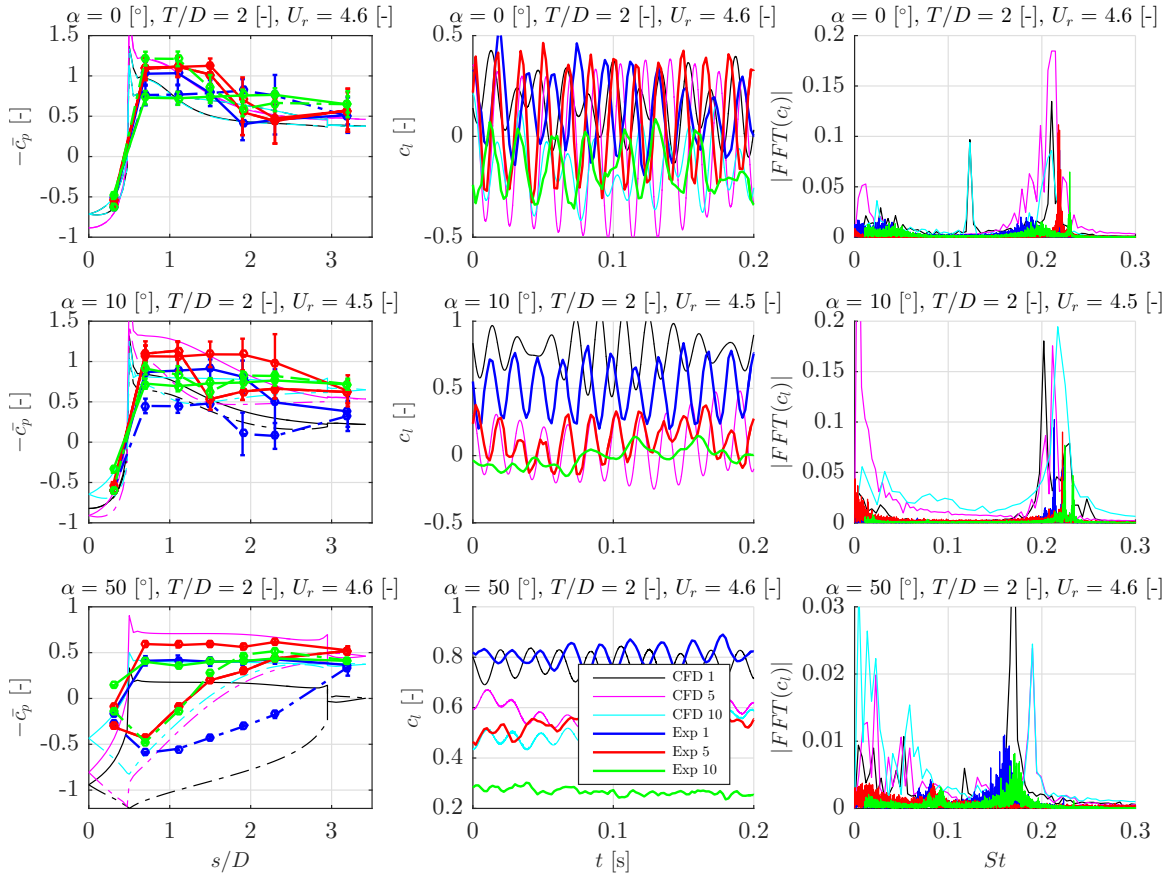 α = 0 [°], T/D = 2 [-], U_r = 4.6 [-]
α = 0 [°], T/D = 2 [-], U_r = 4.6 [-]
α = 0 [°], T/D = 2 [-], U_r = 4.6 [-]
1.5
1
0.5
0
-0.5
-1
−c̄_p [-]
0 1 2 3
0.5
0
-0.5
c_l [-]
0 0.1 0.2
0.2
0.15
0.1
0.05
0
|FFT(c_l)|
0 0.1 0.2 0.3
α = 10 [°], T/D = 2 [-], U_r = 4.5 [-]
α = 10 [°], T/D = 2 [-], U_r = 4.5 [-]
α = 10 [°], T/D = 2 [-], U_r = 4.5 [-]
1.5
1
0.5
0
-0.5
-1
−c̄_p [-]
0 1 2 3
1
0.5
0
-0.5
c_l [-]
0 0.1 0.2
0.2
0.15
0.1
0.05
0
|FFT(c_l)|
0 0.1 0.2 0.3
α = 50 [°], T/D = 2 [-], U_r = 4.6 [-]
α = 50 [°], T/D = 2 [-], U_r = 4.6 [-]
α = 50 [°], T/D = 2 [-], U_r = 4.6 [-]
1
0.5
0
-0.5
-1
−c̄_p [-]
0 1 2 3
s/D
1
0.8
0.6
0.4
0.2
c_l [-]
CFD 1
CFD 5
CFD 10
Exp 1
Exp 5
Exp 10
0 0.1 0.2
t [s]
0.03
0.02
0.01
0
|FFT(c_l)|
0 0.1 0.2 0.3
St